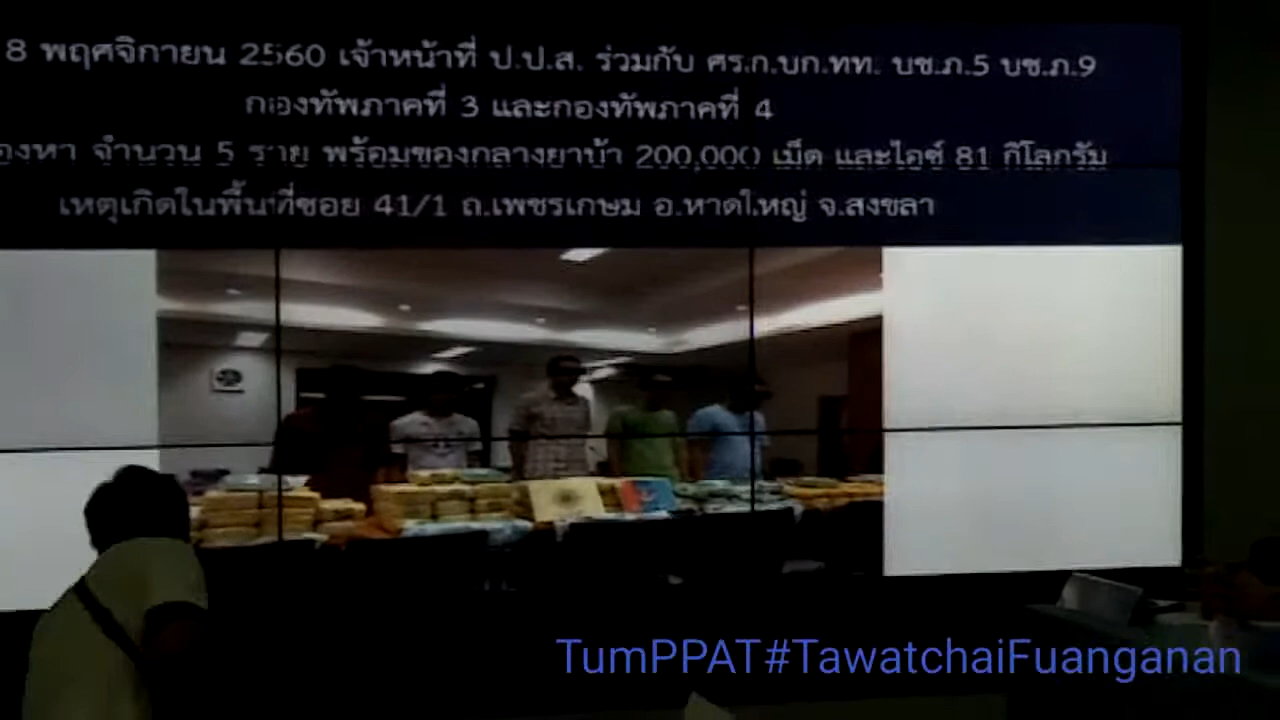 8 พฤศจิกายน 2560 เจ้าหน้าที่ ป.ป.ส. ร่วมกับ ศร.ก.บก.ทท. บช.ภ.5 บช.ภ.9
กองทัพภาคที่ 3 และกองทัพภาคที่ 4
องหา จำนวน 5 ราย พร้อมของกลางยาบ้า 200,000 เม็ด และไอซ์ 81 กิโลกรัม
เหตุเกิดในพื้นที่ซอย 41/1 ถ.เพชรเกษม อ.หาดใหญ่ จ.สงขลา
TumPPAT#TawatchaiFuanganan